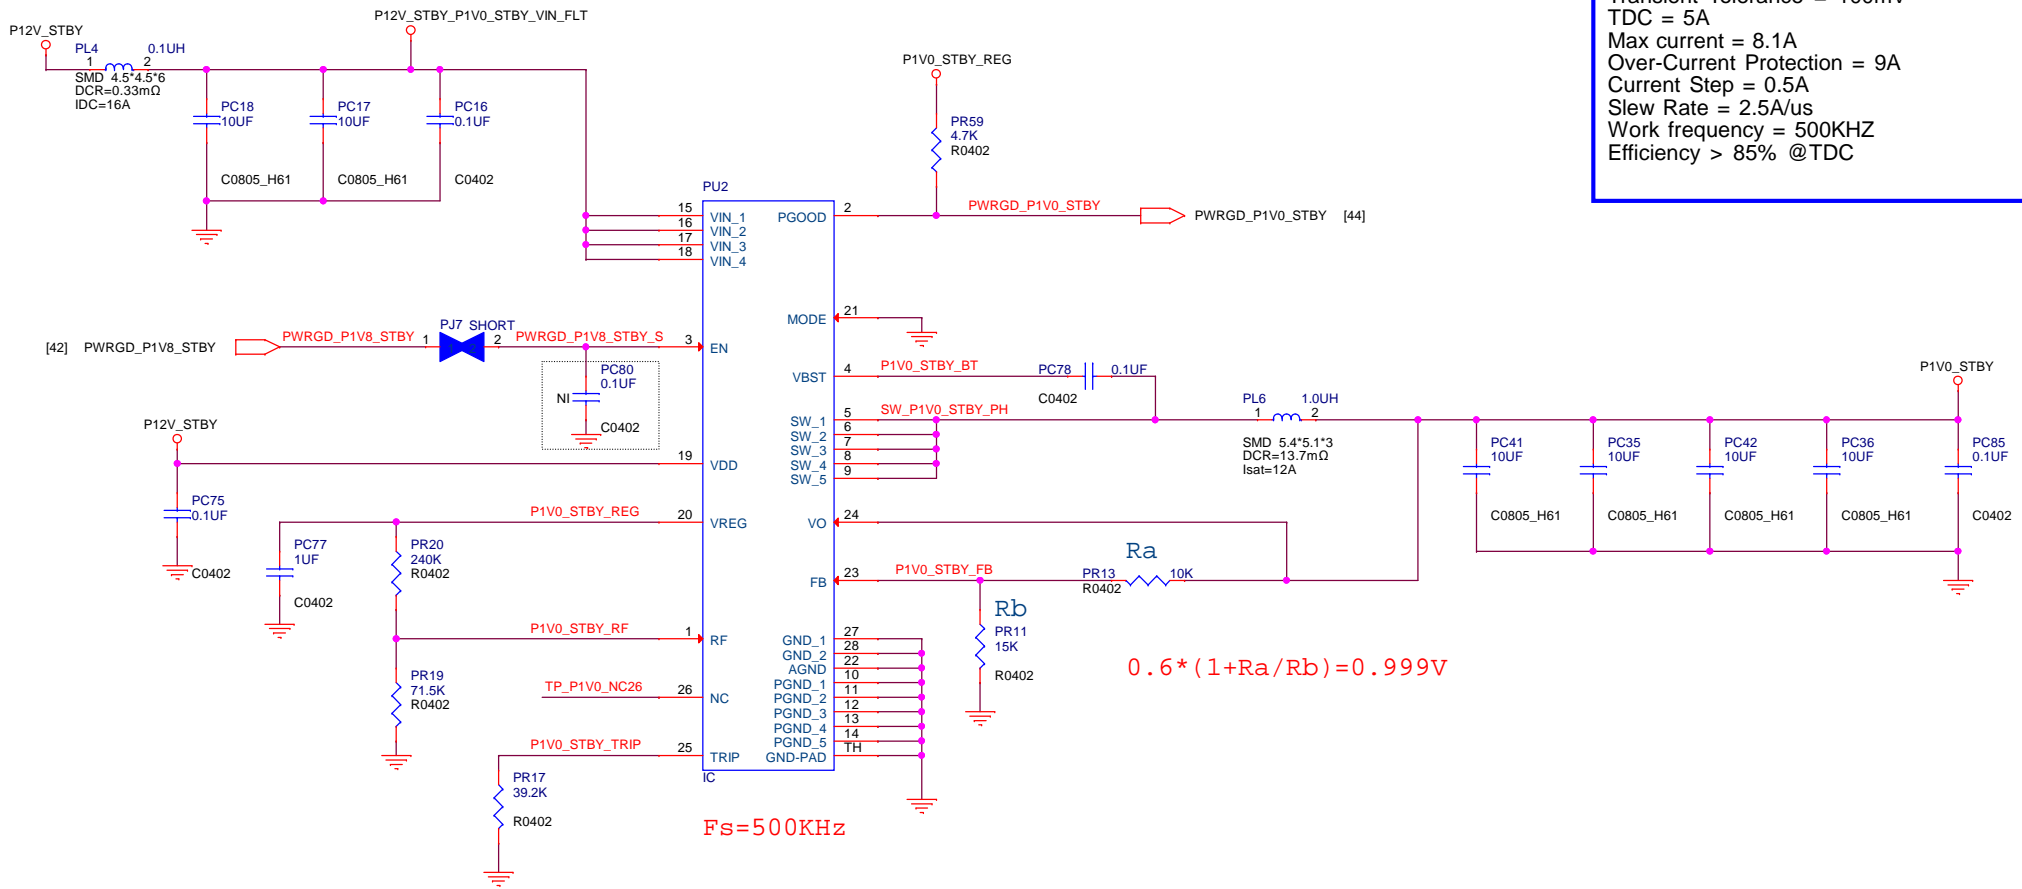 P12V_STBY
PL4 0.1UH
1 2
SMD 4.5*4.5*6
DCR=0.33mΩ
IDC=16A
P12V_STBY_P1V0_STBY_VIN_FLT
PC18
10UF
C0805_H61
PC17
10UF
C0805_H61
PC16
0.1UF
C0402
P1V0_STBY_REG
PR59
4.7K
R0402
TDC = 5A
Max current = 8.1A
Over-Current Protection = 9A
Current Step = 0.5A
Slew Rate = 2.5A/us
Work frequency = 500KHZ
Efficiency > 85% @TDC
PU2
15 VIN_1
16 VIN_2
17 VIN_3
18 VIN_4
PGOOD 2
PWRGD_P1V0_STBY
PWRGD_P1V0_STBY [44]
MODE 21
[42] PWRGD_P1V8_STBY
PWRGD_P1V8_STBY
PJ7 SHORT
1 2
PWRGD_P1V8_STBY_S
3 EN
PC80
0.1UF
NI
C0402
VBST 4
P1V0_STBY_BT
PC78 0.1UF
C0402
SW_1 5
SW_2 6
SW_3 7
SW_4 8
SW_5 9
SW_P1V0_STBY_PH
PL6 1.0UH
1 2
SMD 5.4*5.1*3
DCR=13.7mΩ
Isat=12A
P1V0_STBY
PC41
10UF
C0805_H61
PC35
10UF
C0805_H61
PC42
10UF
C0805_H61
PC36
10UF
C0805_H61
PC85
0.1UF
C0402
P12V_STBY
19 VDD
PC75
0.1UF
C0402
P1V0_STBY_REG
20 VREG
PC77
1UF
C0402
PR20
240K
R0402
VO 24
FB 23
P1V0_STBY_FB
Ra
PR13 10K
R0402
Rb
PR11
15K
R0402
0.6*(1+Ra/Rb)=0.999V
P1V0_STBY_RF
1 RF
PR19
71.5K
R0402
TP_P1V0_NC26
26 NC
P1V0_STBY_TRIP
25 TRIP
PR17
39.2K
R0402
GND_1 27
GND_2 28
AGND 22
PGND_1 10
PGND_2 11
PGND_3 12
PGND_4 13
PGND_5 14
GND-PAD TH
IC
Fs=500KHz